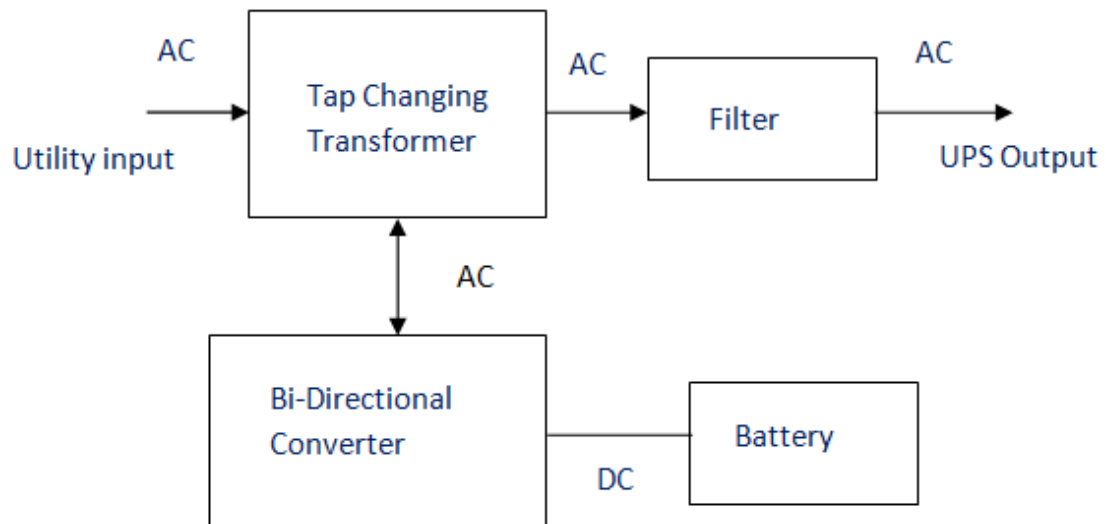 AC
Utility input
Tap Changing
Transformer
AC
Filter
AC
UPS Output
AC
Bi-Directional
Converter
DC
Battery